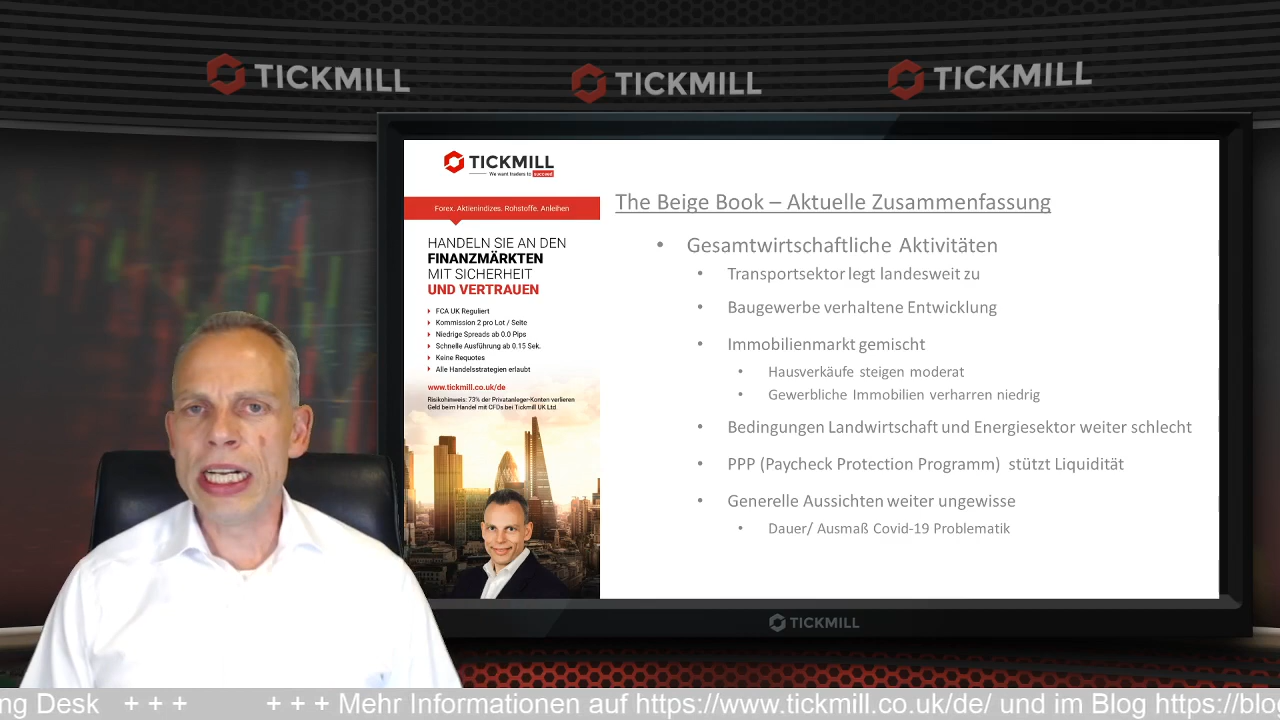 TICKMILL
TICKMILL
TICKMILL
TICKMILL
We want traders to succeed
Forex. Aktienindizes. Rohstoffe. Anleihen
HANDELN SIE AN DEN
FINANZMÄRKTEN
MIT SICHERHEIT
UND VERTRAUEN
FCA UK Reguliert
Kommission 2 pro Lot / Seite
Niedrige Spreads ab 0.0 Pips
Schnelle Ausführung ab 0.15 Sek.
Keine Requotes
Alle Handelsstrategien erlaubt
www.tickmill.co.uk/de
Risikohinweis: 73% der Privatanleger-Konten verlieren
Geld beim Handel mit CFDs bei Tickmill UK Ltd.
The Beige Book – Aktuelle Zusammenfassung
• Gesamtwirtschaftliche Aktivitäten
• Transportsektor legt landesweit zu
• Baugewerbe verhaltene Entwicklung
• Immobilienmarkt gemischt
• Hausverkäufe steigen moderat
• Gewerbliche Immobilien verharren niedrig
• Bedingungen Landwirtschaft und Energiesektor weiter schlecht
• PPP (Paycheck Protection Programm) stützt Liquidität
• Generelle Aussichten weiter ungewisse
• Dauer/ Ausmaß Covid-19 Problematik
TICKMILL
ng Desk +++ +++ Mehr Informationen auf https://www.tickmill.co.uk/de/ und im Blog https://blo